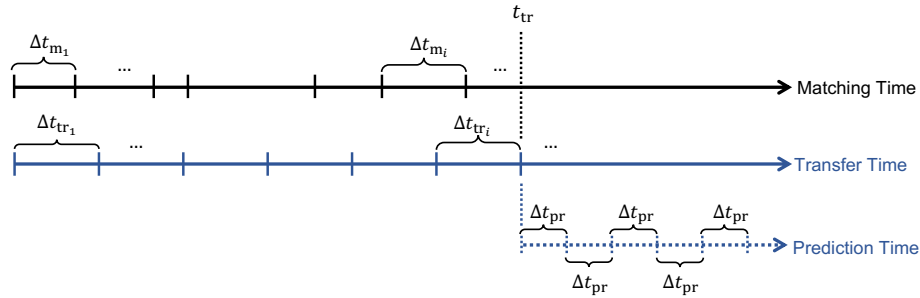 t_tr
Δt_m₁ ... Δt_mᵢ ...
Matching Time
Δt_tr₁ ... Δt_trᵢ ...
Transfer Time
Δt_pr Δt_pr Δt_pr
Prediction Time
Δt_pr Δt_pr